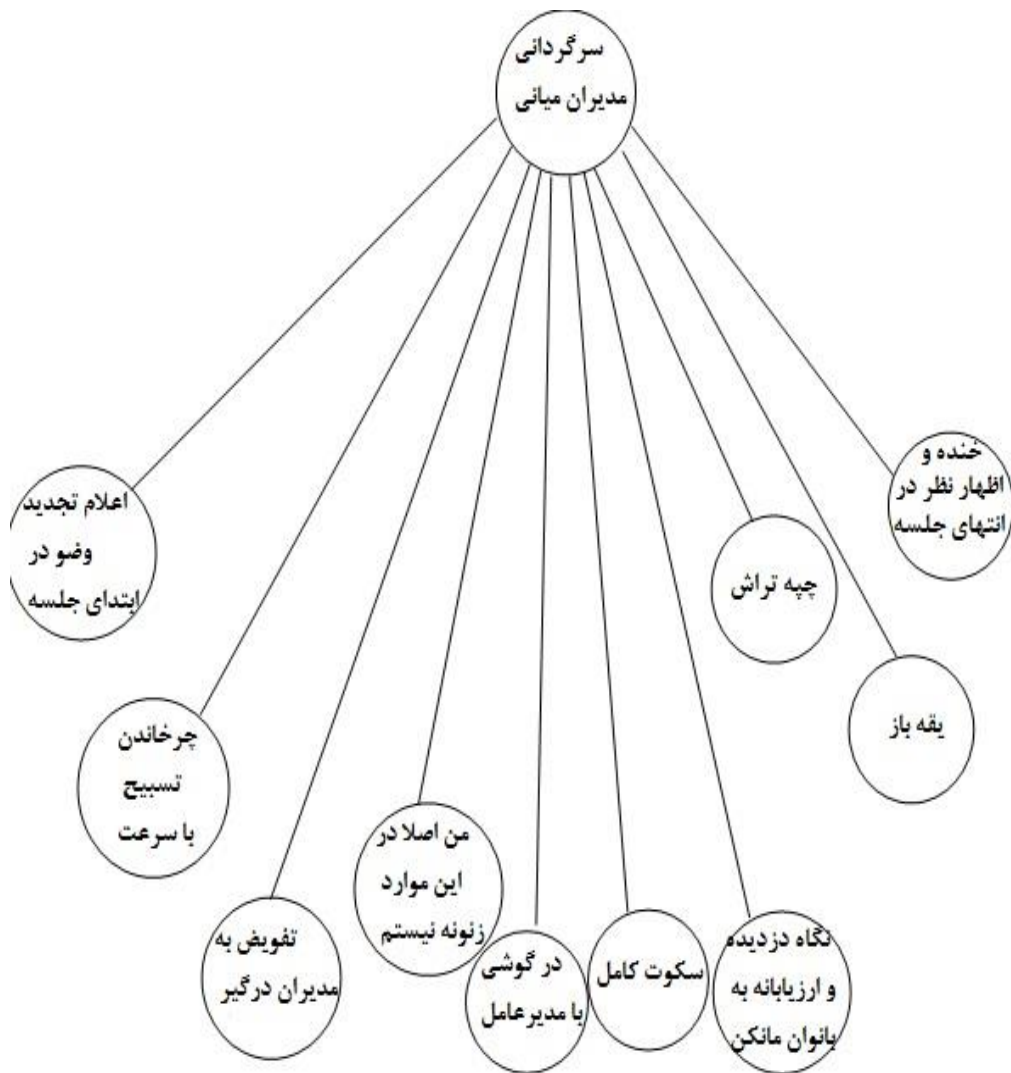 سرگردانی
مدیران میانی
خنده و
اظهار نظر در
انتهای جلسه
یقه باز
چپه تراش
نگاه دزدیده
و ارزیابانه به
بانوان مانکن
سکوت کامل
در گوشی
با مدیرعامل
من اصلا در
این موارد
زنونه نیستم
تفویض به
مدیران درگیر
چرخاندن
تسبیح
با سرعت
اعلام تجدید
وضو در
ابتدای جلسه